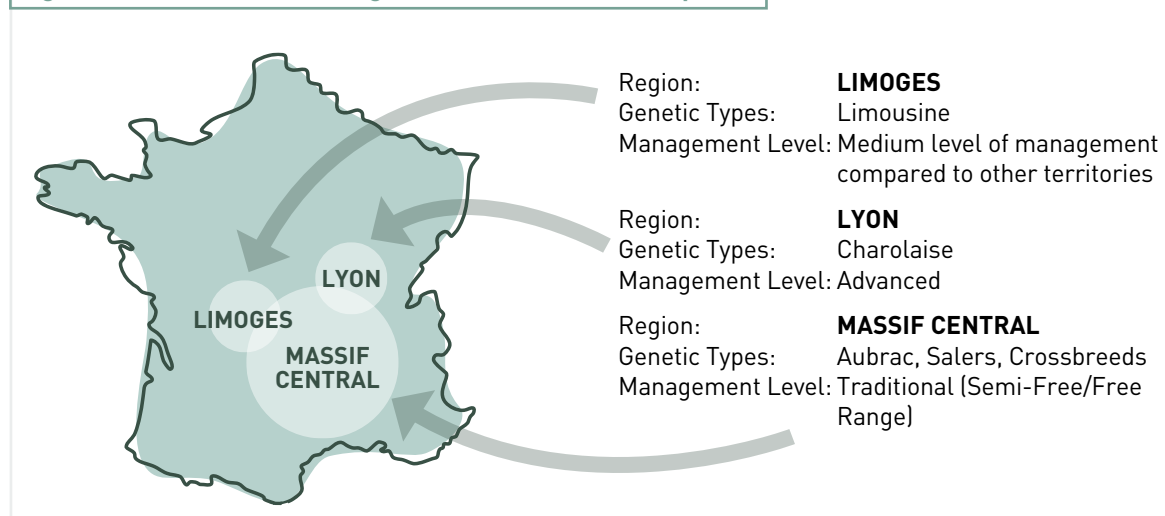 LYON
LIMOGES
MASSIF
CENTRAL
Region: LIMOGES
Genetic Types: Limousine
Management Level: Medium level of management
compared to other territories
Region: LYON
Genetic Types: Charolaise
Management Level: Advanced
Region: MASSIF CENTRAL
Genetic Types: Aubrac, Salers, Crossbreeds
Management Level: Traditional (Semi-Free/Free
Range)